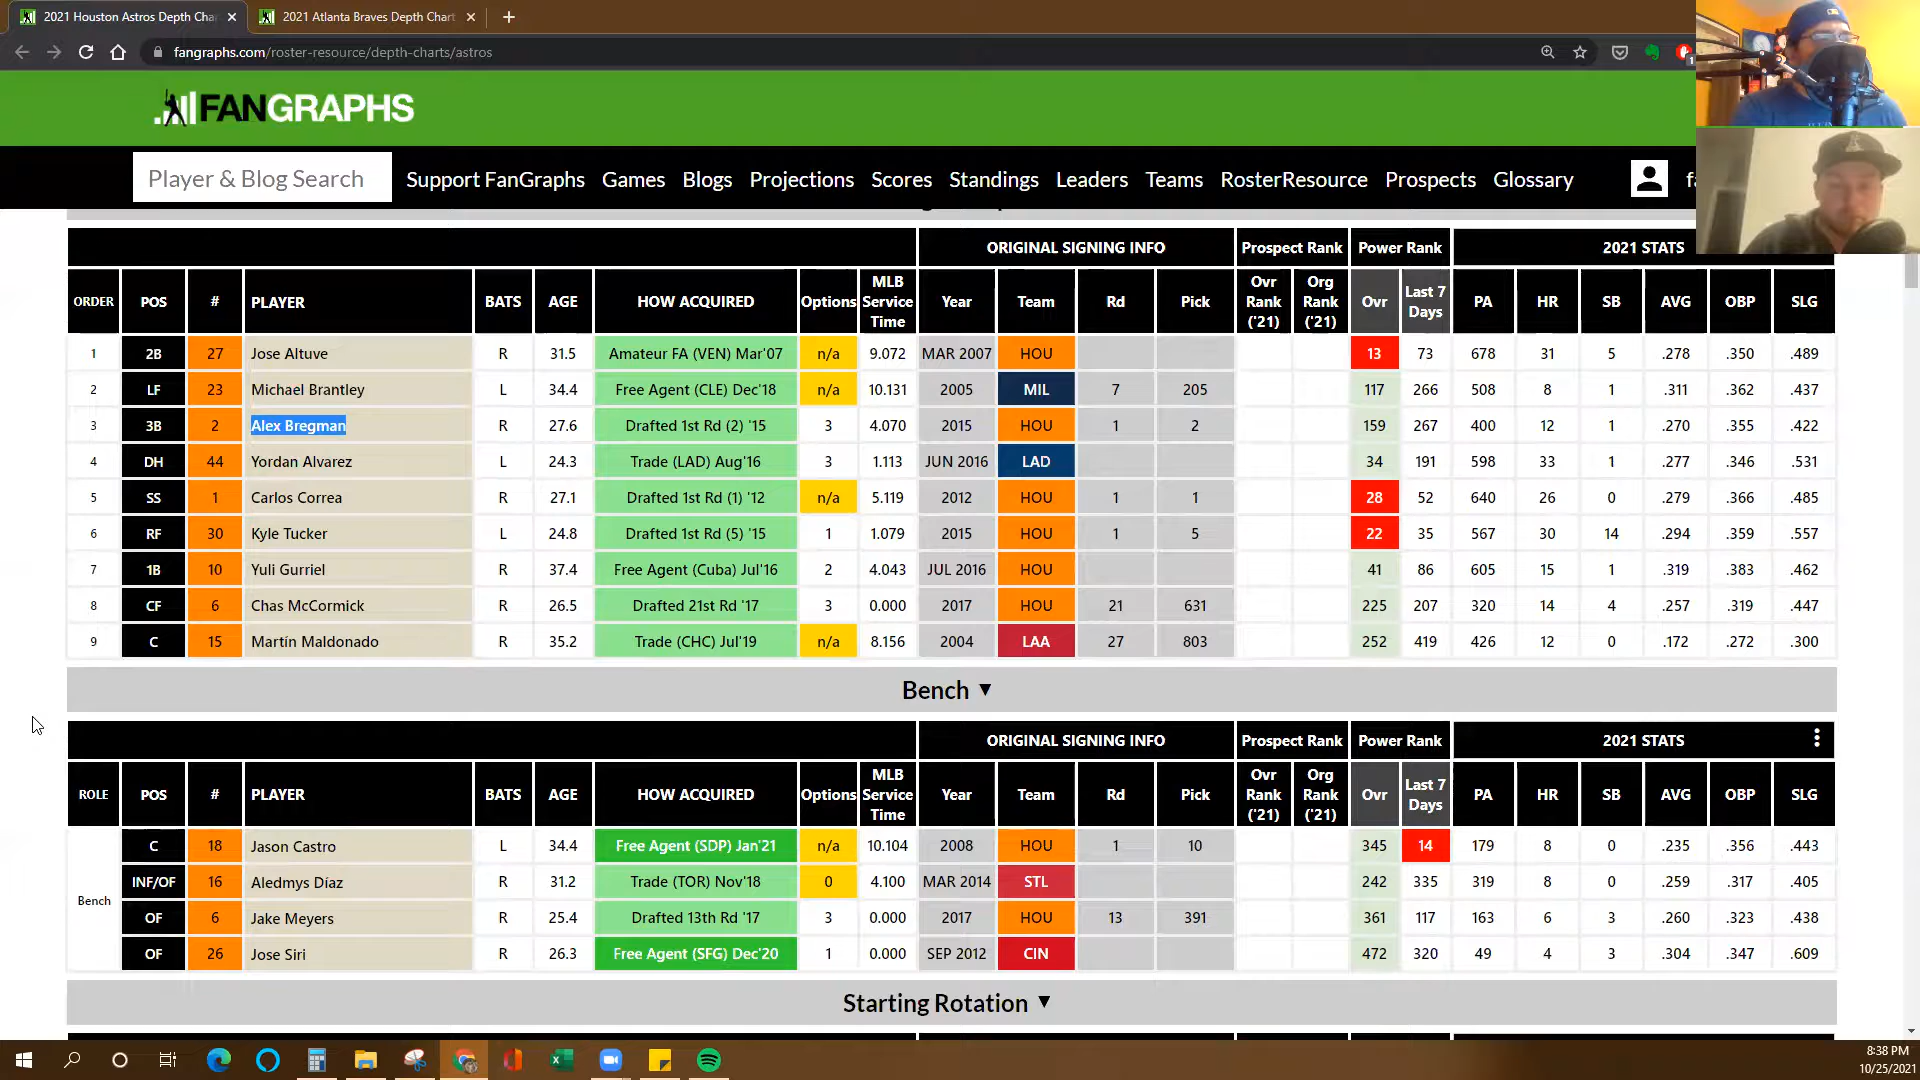 2021 Houston Astros Depth Cha
2021 Atlanta Braves Depth Chart
fangraphs.com/roster-resource/depth-charts/astros
FANGRAPHS
Player & Blog Search Support FanGraphs Games Blogs Projections Scores Standings Leaders Teams RosterResource Prospects Glossary
ORIGINAL SIGNING INFO Prospect Rank Power Rank 2021 STATS
ORDER POS # PLAYER BATS AGE HOW ACQUIRED Options MLB Service Time Year Team Rd Pick Ovr Rank ('21) Org Rank ('21) Ovr Last 7 Days PA HR SB AVG OBP SLG
1 2B 27 Jose Altuve R 31.5 Amateur FA (VEN) Mar'07 n/a 9.072 MAR 2007 HOU 13 73 678 31 5 .278 .350 .489
2 LF 23 Michael Brantley L 34.4 Free Agent (CLE) Dec'18 n/a 10.131 2005 MIL 7 205 117 266 508 8 1 .311 .362 .437
3 3B 2 Alex Bregman R 27.6 Drafted 1st Rd (2) '15 3 4.070 2015 HOU 1 2 159 267 400 12 1 .270 .355 .422
4 DH 44 Yordan Alvarez L 24.3 Trade (LAD) Aug'16 3 1.113 JUN 2016 LAD 34 191 598 33 1 .277 .346 .531
5 SS 1 Carlos Correa R 27.1 Drafted 1st Rd (1) '12 n/a 5.119 2012 HOU 1 1 28 52 640 26 0 .279 .366 .485
6 RF 30 Kyle Tucker L 24.8 Drafted 1st Rd (5) '15 1 1.079 2015 HOU 1 5 22 35 567 30 14 .294 .359 .557
7 1B 10 Yuli Gurriel R 37.4 Free Agent (Cuba) Jul'16 2 4.043 JUL 2016 HOU 41 86 605 15 1 .319 .383 .462
8 CF 6 Chas McCormick R 26.5 Drafted 21st Rd '17 3 0.000 2017 HOU 21 631 225 207 320 14 4 .257 .319 .447
9 C 15 Martín Maldonado R 35.2 Trade (CHC) Jul'19 n/a 8.156 2004 LAA 27 803 252 419 426 12 0 .172 .272 .300
Bench ▼
ORIGINAL SIGNING INFO Prospect Rank Power Rank 2021 STATS
ROLE POS # PLAYER BATS AGE HOW ACQUIRED Options MLB Service Time Year Team Rd Pick Ovr Rank ('21) Org Rank ('21) Ovr Last 7 Days PA HR SB AVG OBP SLG
Bench
C 18 Jason Castro L 34.4 Free Agent (SDP) Jan'21 n/a 10.104 2008 HOU 1 10 345 14 179 8 0 .235 .356 .443
INF/OF 16 Aledmys Díaz R 31.2 Trade (TOR) Nov'18 0 4.100 MAR 2014 STL 242 335 319 8 0 .259 .317 .405
OF 6 Jake Meyers R 25.4 Drafted 13th Rd '17 3 0.000 2017 HOU 13 391 361 117 163 6 3 .260 .323 .438
OF 26 Jose Siri R 26.3 Free Agent (SFG) Dec'20 1 0.000 SEP 2012 CIN 472 320 49 4 3 .304 .347 .609
Starting Rotation ▼
8:38 PM
10/25/2021